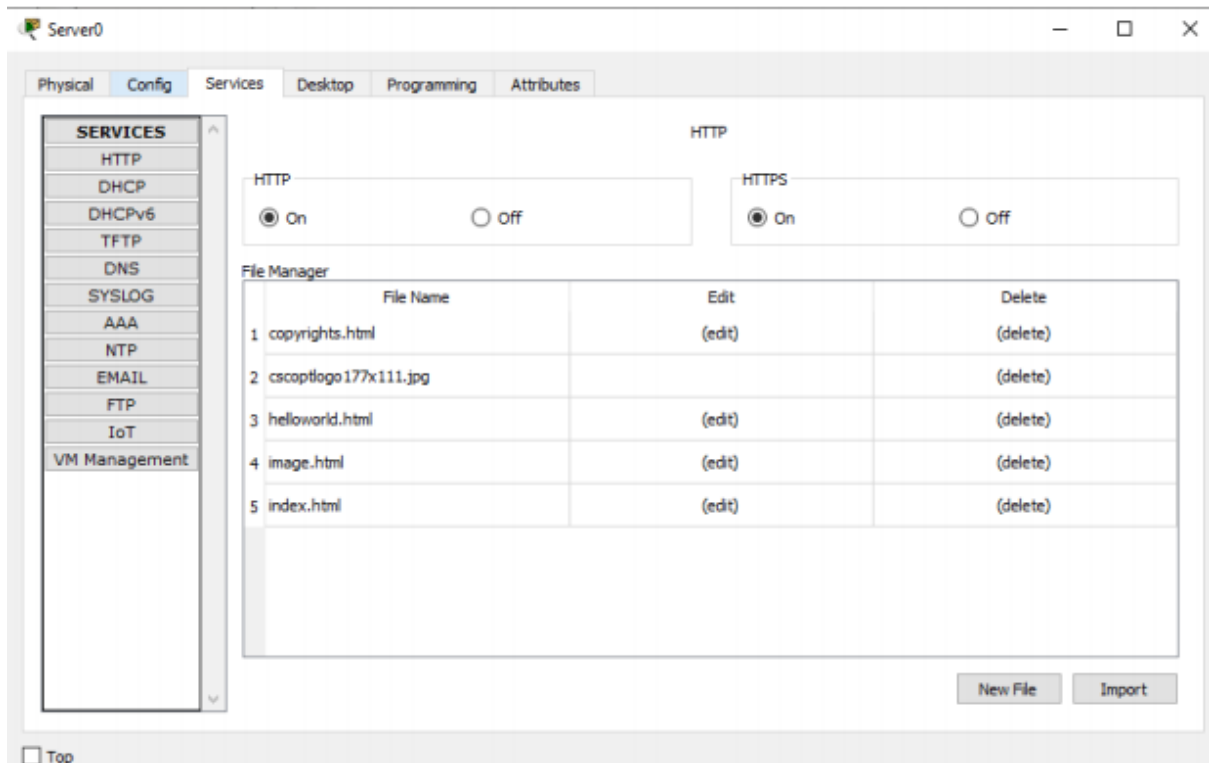 Server0
Physical Config Services Desktop Programming Attributes
SERVICES
HTTP
DHCP
DHCPv6
TFTP
DNS
SYSLOG
AAA
NTP
EMAIL
FTP
IoT
VM Management
HTTP
HTTP
On Off
HTTPS
On Off
File Manager
File Name Edit Delete
1 copyrights.html (edit) (delete)
2 cscoptlogo177x111.jpg (delete)
3 helloworld.html (edit) (delete)
4 image.html (edit) (delete)
5 index.html (edit) (delete)
New File Import
Top